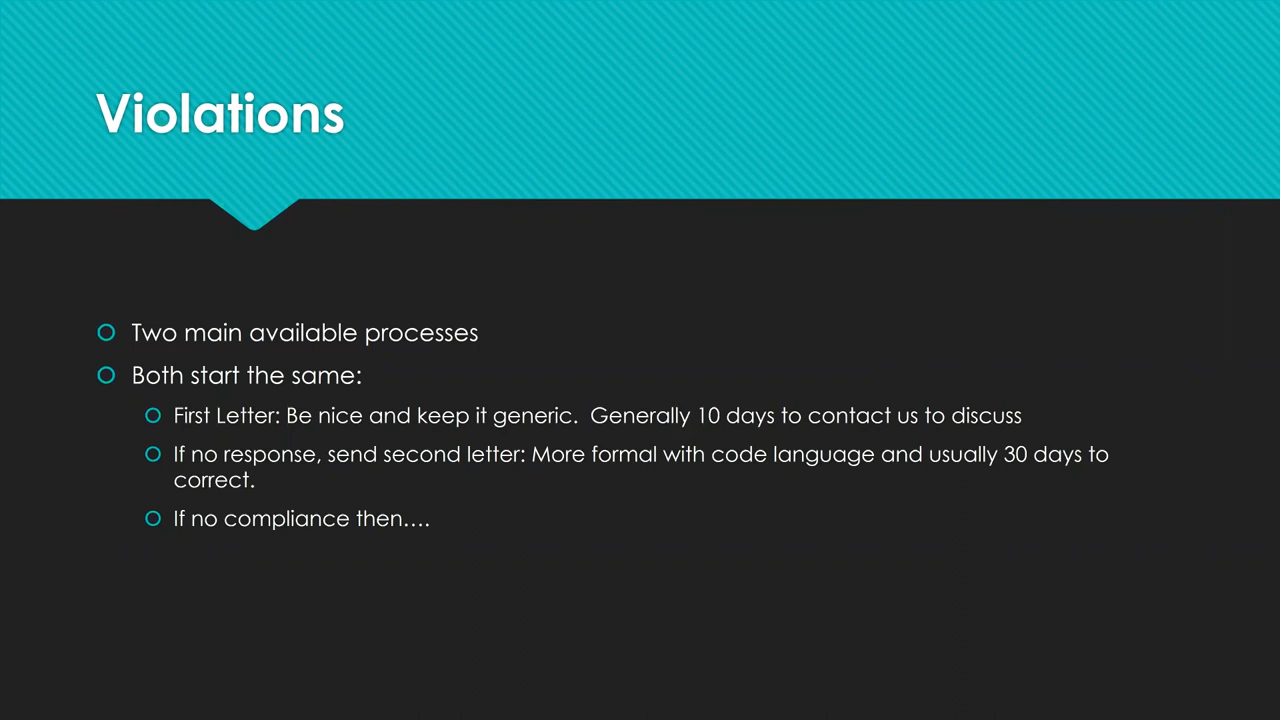 Violations
Two main available processes
Both start the same:
First Letter: Be nice and keep it generic.  Generally 10 days to contact us to discuss
If no response, send second letter: More formal with code language and usually 30 days to
correct.
If no compliance then….